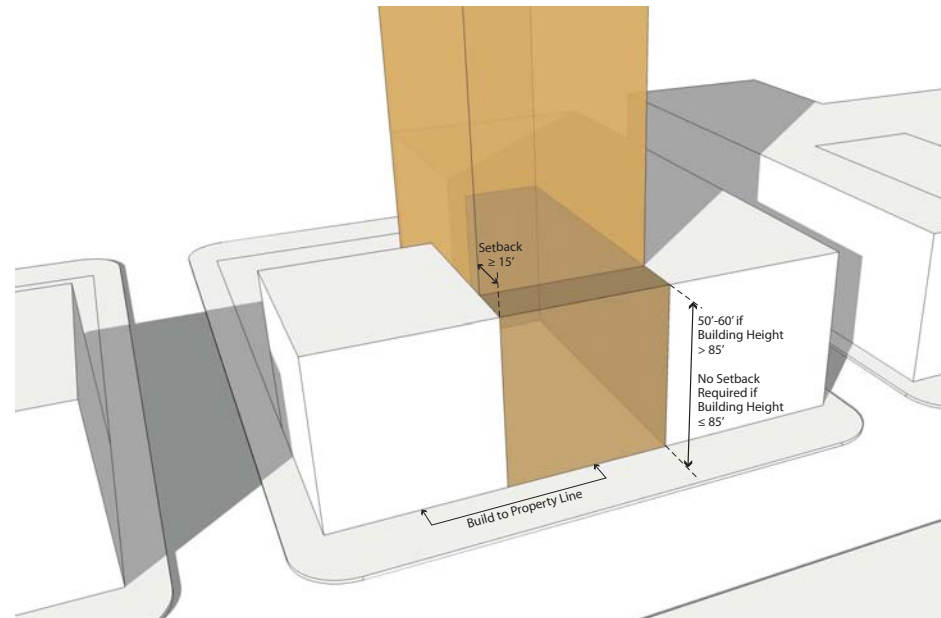 Setback
≥ 15’
50’-60’ if
Building Height
> 85’
No Setback
Required if
Building Height
≤ 85’
Build to Property Line